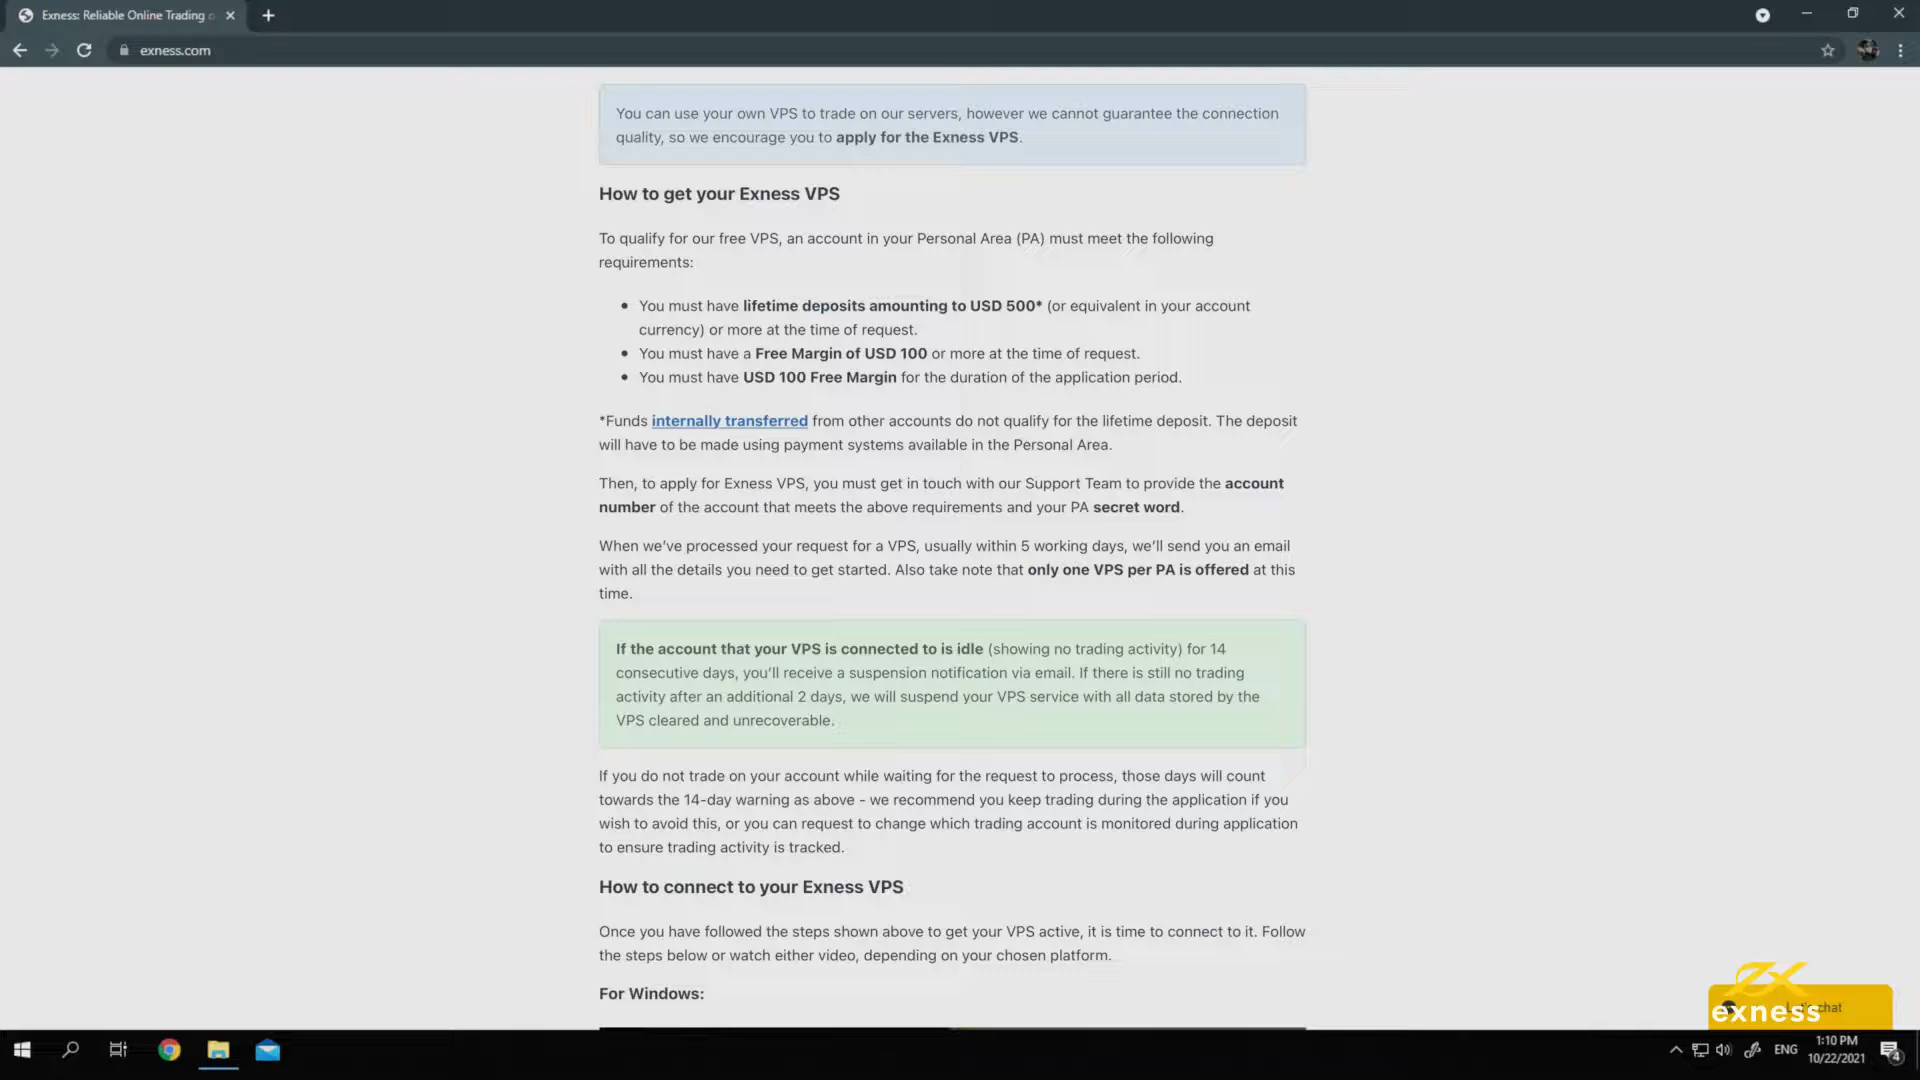 Exness: Reliable Online Trading
exness.com
You can use your own VPS to trade on our servers, however we cannot guarantee the connection
quality, so we encourage you to apply for the Exness VPS.
How to get your Exness VPS
To qualify for our free VPS, an account in your Personal Area (PA) must meet the following
requirements:
You must have lifetime deposits amounting to USD 500* (or equivalent in your account
currency) or more at the time of request.
You must have a Free Margin of USD 100 or more at the time of request.
You must have USD 100 Free Margin for the duration of the application period.
*Funds internally transferred from other accounts do not qualify for the lifetime deposit. The deposit
will have to be made using payment systems available in the Personal Area.
Then, to apply for Exness VPS, you must get in touch with our Support Team to provide the account
number of the account that meets the above requirements and your PA secret word.
When we’ve processed your request for a VPS, usually within 5 working days, we’ll send you an email
with all the details you need to get started. Also take note that only one VPS per PA is offered at this
time.
If the account that your VPS is connected to is idle (showing no trading activity) for 14
consecutive days, you’ll receive a suspension notification via email. If there is still no trading
activity after an additional 2 days, we will suspend your VPS service with all data stored by the
VPS cleared and unrecoverable.
If you do not trade on your account while waiting for the request to process, those days will count
towards the 14-day warning as above - we recommend you keep trading during the application if you
wish to avoid this, or you can request to change which trading account is monitored during application
to ensure trading activity is tracked.
How to connect to your Exness VPS
Once you have followed the steps shown above to get your VPS active, it is time to connect to it. Follow
the steps below or watch either video, depending on your chosen platform.
For Windows:
chat
exness
ENG
1:10 PM
10/22/2021
4